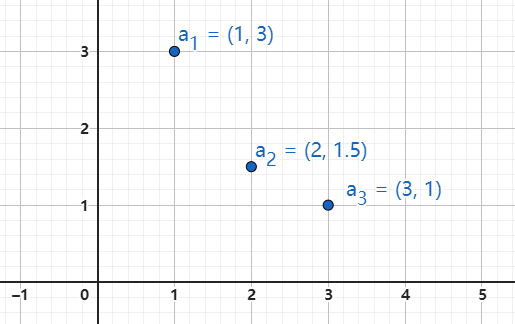 a₁ = (1, 3)
3
2
a₂ = (2, 1.5)
a₃ = (3, 1)
1
–1 0 1 2 3 4 5